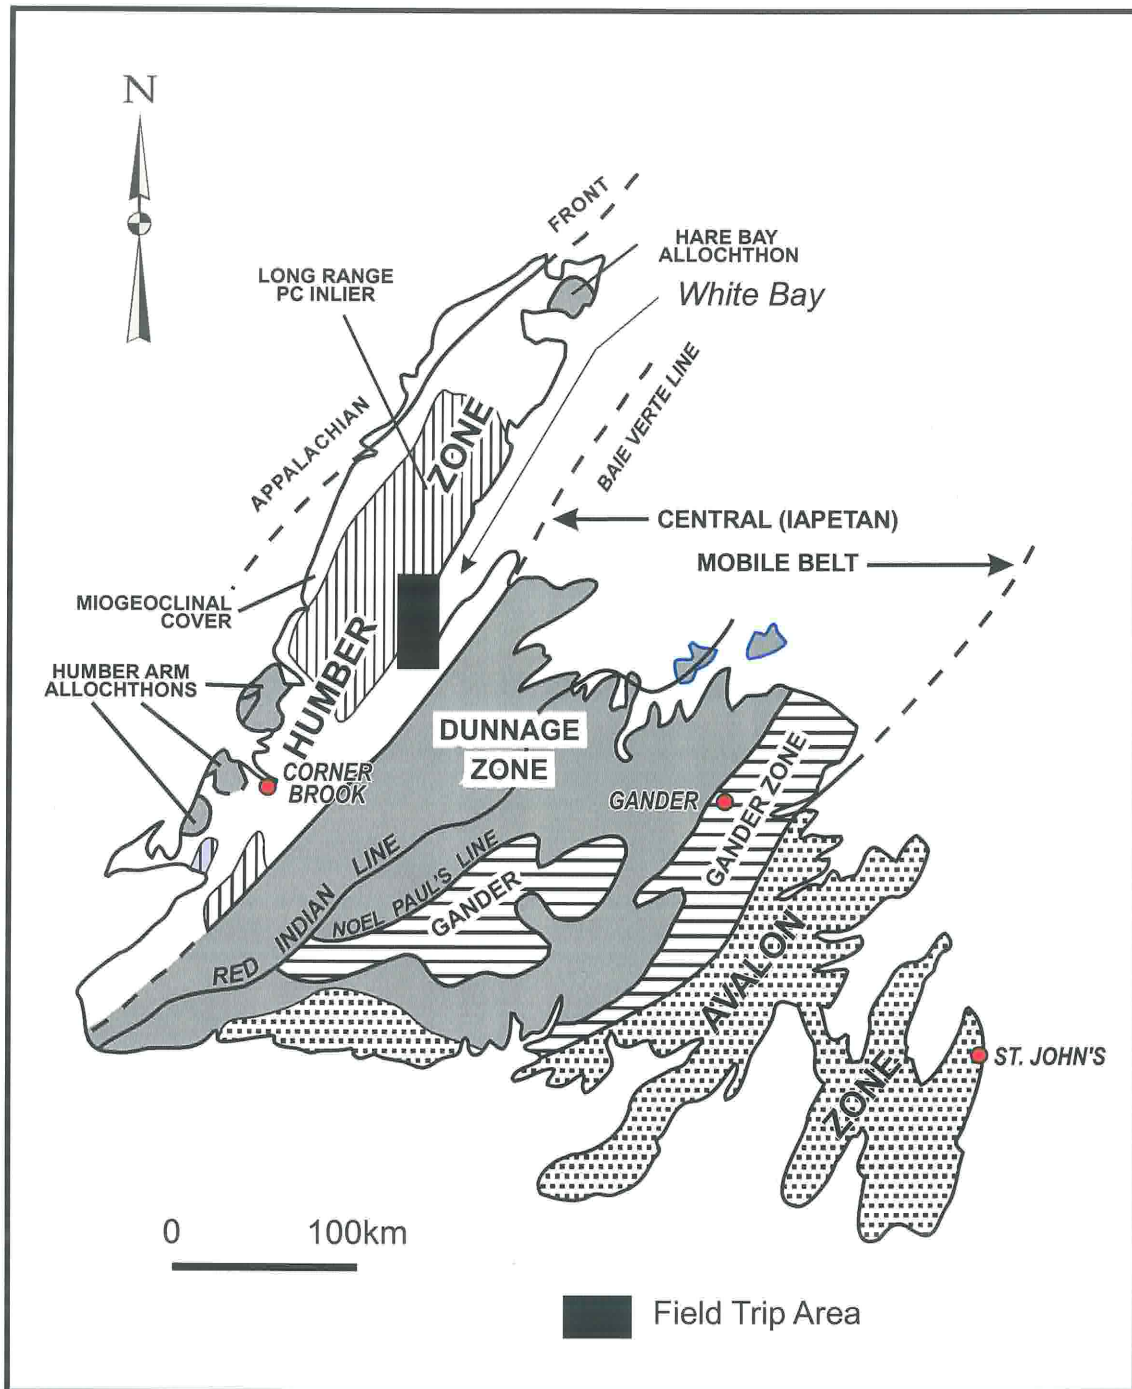 N
FRONT
HARE BAY
ALLOCHTHON
LONG RANGE
PC INLIER
White Bay
BAIE VERTE LINE
APPALACHIAN
ZONE
CENTRAL (IAPETAN)
MOBILE BELT
MIOGEOCLINAL
COVER
HUMBER
HUMBER ARM
ALLOCHTHONS
DUNNAGE
ZONE
CORNER
BROOK
GANDER
GANDER ZONE
RED INDIAN LINE
NOEL PAUL'S LINE
GANDER
AVALON
ZONE
ST. JOHN'S
0 100km
Field Trip Area